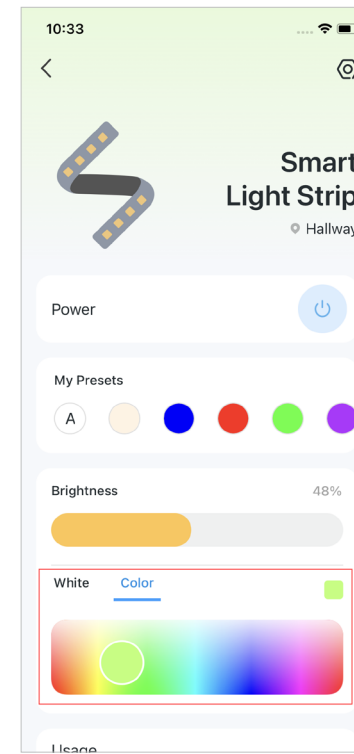 10:33
Smart
Light Strip
Hallway
Power
My Presets
A
Brightness
48%
White Color
Usage